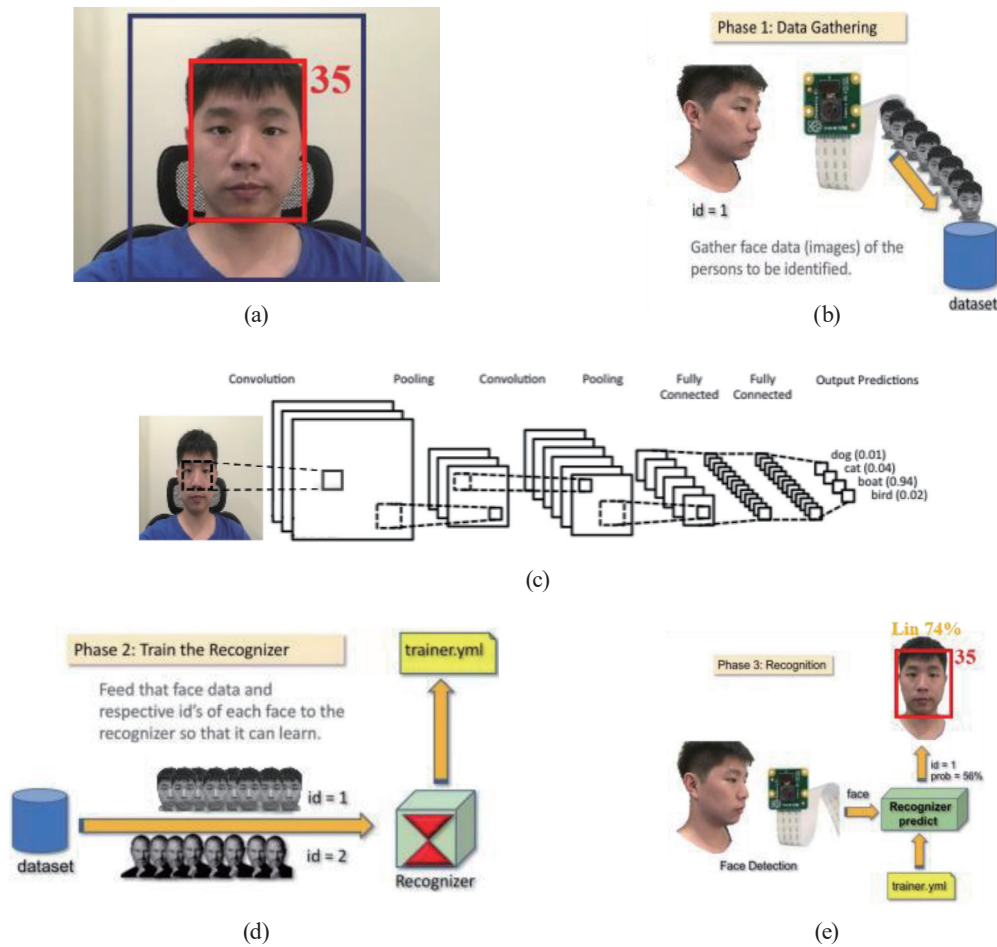 35
(a)
Phase 1: Data Gathering
id = 1
Gather face data (images) of the
persons to be identified.
dataset
(b)
Convolution
Pooling
Convolution
Pooling
Fully
Connected
Fully
Connected
Output Predictions
dog (0.01)
cat (0.04)
boat (0.94)
bird (0.02)
(c)
Phase 2: Train the Recognizer
trainer.yml
Feed that face data and
respective id's of each face to the
recognizer so that it can learn.
id = 1
id = 2
dataset
Recognizer
(d)
Lin 74%
35
Phase 3: Recognition
id = 1
prob = 56%
face
Recognizer
predict
Face Detection
trainer.yml
(e)